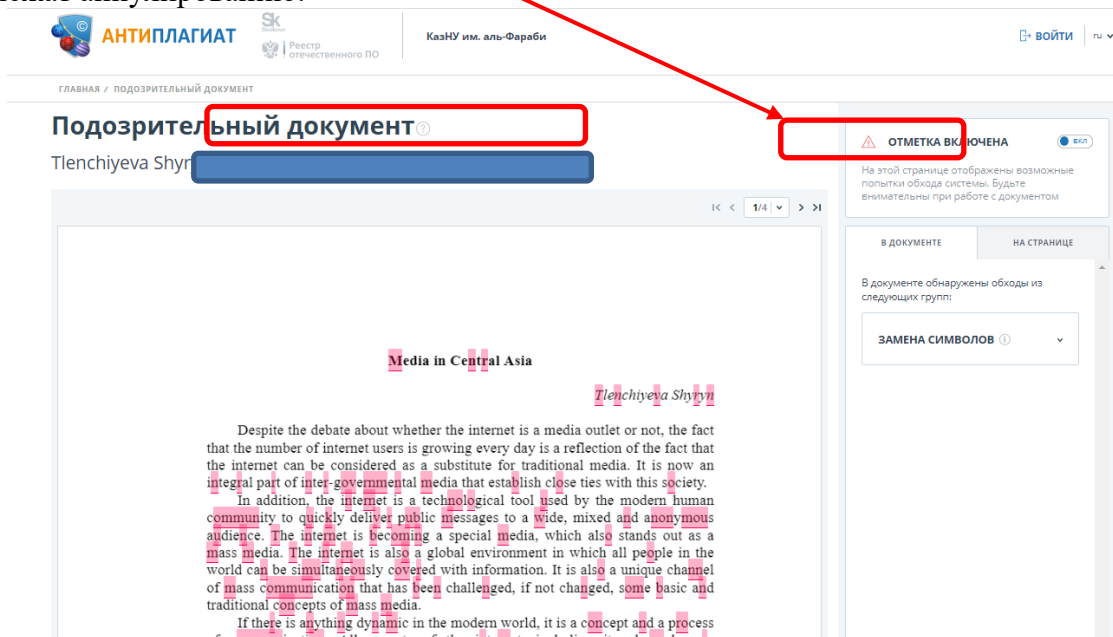 аннулированию.
АНТИПЛАГИАТ
Sk
Реестр
отечественного ПО
КазНУ им. аль-Фараби
ВОЙТИ
ru
ГЛАВНАЯ / ПОДОЗРИТЕЛЬНЫЙ ДОКУМЕНТ
Подозрительный документ
Tlenchiyeva Shyr
1/4
ОТМЕТКА ВКЛЮЧЕНА
ВКЛ
На этой странице отображены возможные
попытки обхода системы. Будьте
внимательны при работе с документом
В ДОКУМЕНТЕ
НА СТРАНИЦЕ
В документе обнаружены обходы из
следующих групп:
ЗАМЕНА СИМВОЛОВ
Media in Central Asia
Tlenchiyeva Shyryn
Despite the debate about whether the internet is a media outlet or not, the fact
that the number of internet users is growing every day is a reflection of the fact that
the internet can be considered as a substitute for traditional media. It is now an
integral part of inter-governmental media that establish close ties with this society.
In addition, the internet is a technological tool used by the modern human
community to quickly deliver public messages to a wide, mixed and anonymous
audience. The internet is becoming a special media, which also stands out as a
mass media. The internet is also a global environment in which all people in the
world can be simultaneously covered with information. It is also a unique channel
of mass communication that has been challenged, if not changed, some basic and
traditional concepts of mass media.
If there is anything dynamic in the modern world, it is a concept and a process